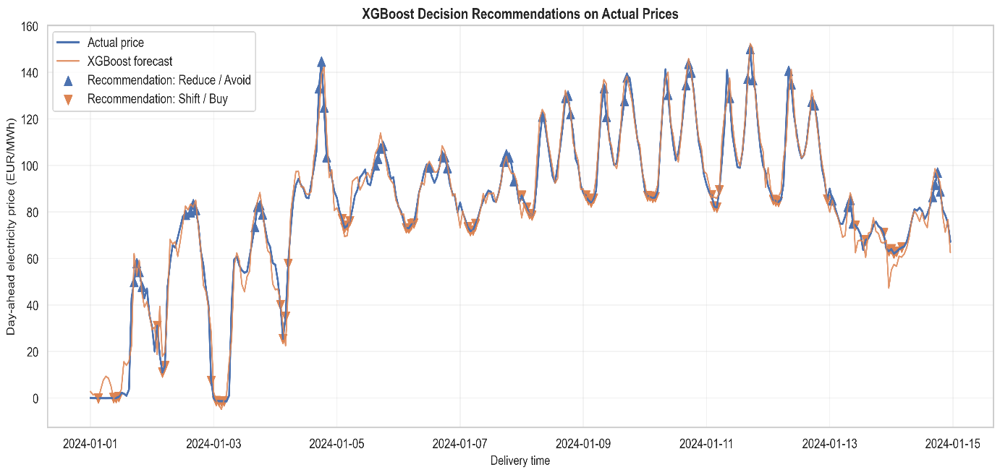 XGBoost Decision Recommendations on Actual Prices
Actual price
XGBoost forecast
Recommendation: Reduce / Avoid
Recommendation: Shift / Buy
Day-ahead electricity price (EUR/MWh)
160
140
120
100
80
60
40
20
0
2024-01-01 2024-01-03 2024-01-05 2024-01-07 2024-01-09 2024-01-11 2024-01-13 2024-01-15
Delivery time